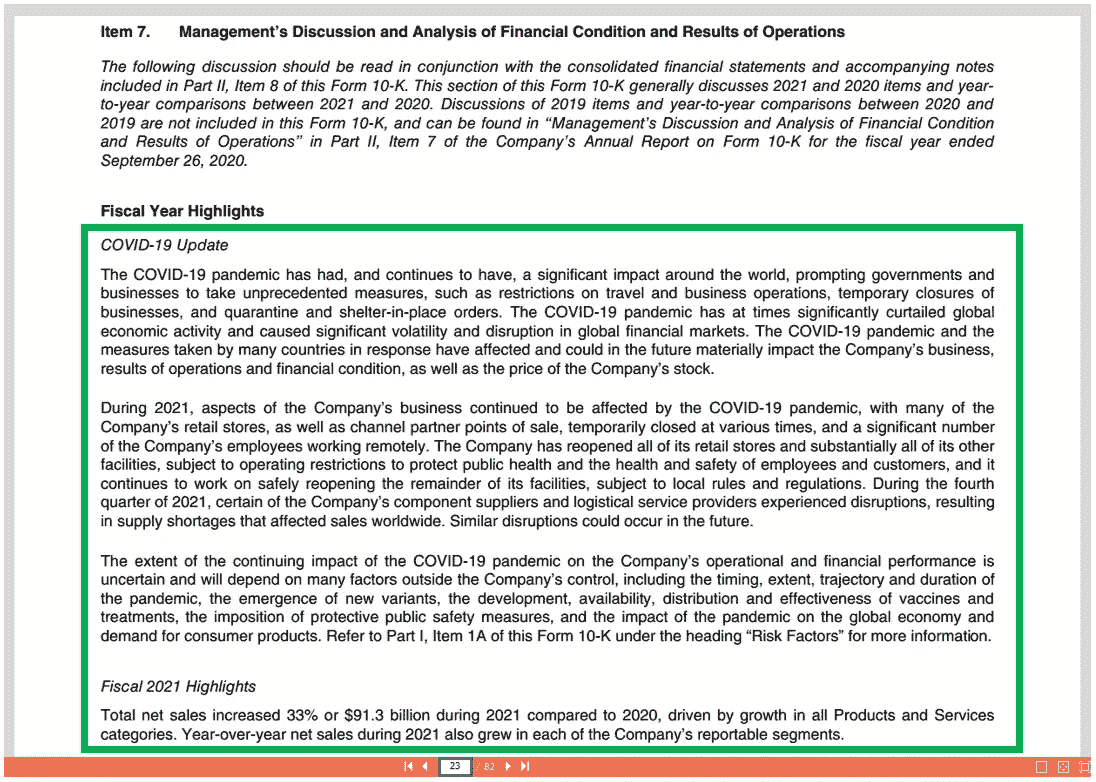 Item 7. Management's Discussion and Analysis of Financial Condition and Results of Operations
The following discussion should be read in conjunction with the consolidated financial statements and accompanying notes
included in Part II, Item 8 of this Form 10-K. This section of this Form 10-K generally discusses 2021 and 2020 items and year-
to-year comparisons between 2021 and 2020. Discussions of 2019 items and year-to-year comparisons between 2020 and
2019 are not included in this Form 10-K, and can be found in “Management's Discussion and Analysis of Financial Condition
and Results of Operations” in Part II, Item 7 of the Company's Annual Report on Form 10-K for the fiscal year ended
September 26, 2020.
Fiscal Year Highlights
COVID-19 Update
The COVID-19 pandemic has had, and continues to have, a significant impact around the world, prompting governments and
businesses to take unprecedented measures, such as restrictions on travel and business operations, temporary closures of
businesses, and quarantine and shelter-in-place orders. The COVID-19 pandemic has at times significantly curtailed global
economic activity and caused significant volatility and disruption in global financial markets. The COVID-19 pandemic and the
measures taken by many countries in response have affected and could in the future materially impact the Company's business,
results of operations and financial condition, as well as the price of the Company's stock.
During 2021, aspects of the Company's business continued to be affected by the COVID-19 pandemic, with many of the
Company's retail stores, as well as channel partner points of sale, temporarily closed at various times, and a significant number
of the Company's employees working remotely. The Company has reopened all of its retail stores and substantially all of its other
facilities, subject to operating restrictions to protect public health and the health and safety of employees and customers, and it
continues to work on safely reopening the remainder of its facilities, subject to local rules and regulations. During the fourth
quarter of 2021, certain of the Company's component suppliers and logistical service providers experienced disruptions, resulting
in supply shortages that affected sales worldwide. Similar disruptions could occur in the future.
The extent of the continuing impact of the COVID-19 pandemic on the Company's operational and financial performance is
uncertain and will depend on many factors outside the Company's control, including the timing, extent, trajectory and duration of
the pandemic, the emergence of new variants, the development, availability, distribution and effectiveness of vaccines and
treatments, the imposition of protective public safety measures, and the impact of the pandemic on the global economy and
demand for consumer products. Refer to Part I, Item 1A of this Form 10-K under the heading “Risk Factors” for more information.
Fiscal 2021 Highlights
Total net sales increased 33% or $91.3 billion during 2021 compared to 2020, driven by growth in all Products and Services
categories. Year-over-year net sales during 2021 also grew in each of the Company's reportable segments.
23 / 82